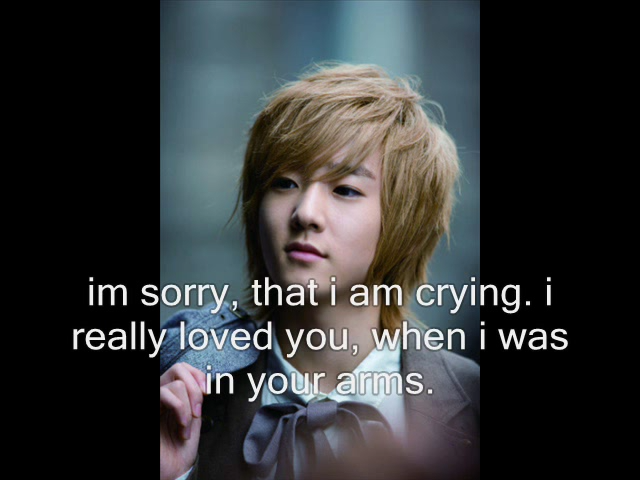 im sorry, that i am crying. i
really loved you, when i was
in your arms.